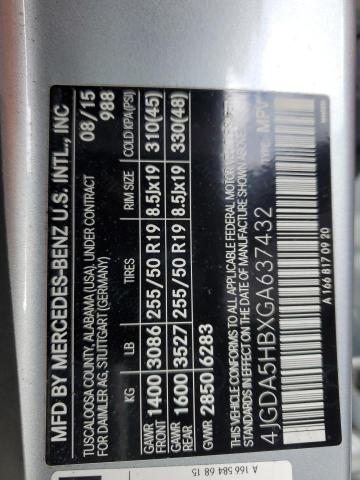 MFD BY MERCEDES-BENZ U.S. INTL., INC
TUSCALOOSA COUNTY, ALABAMA (USA), UNDER CONTRACT 08/15
FOR DAIMLER AG, STUTTGART (GERMANY) 988
KG LB TIRES RIM SIZE COLD KPA(PSI)
GAWR FRONT 1400 3086 255/50 R19 8.5Jx19 310(45)
GAWR REAR 1600 3527 255/50 R19 8.5Jx19 330(48)
GVWR 2850 6283
THIS VEHICLE CONFORMS TO ALL APPLICABLE FEDERAL MOTOR
STANDARDS IN EFFECT ON THE DATE OF MANUFACTURE
4JGDA5HBXGA637432 TYPE: MPV
A 166 817 09 20
A 166 584 68 15